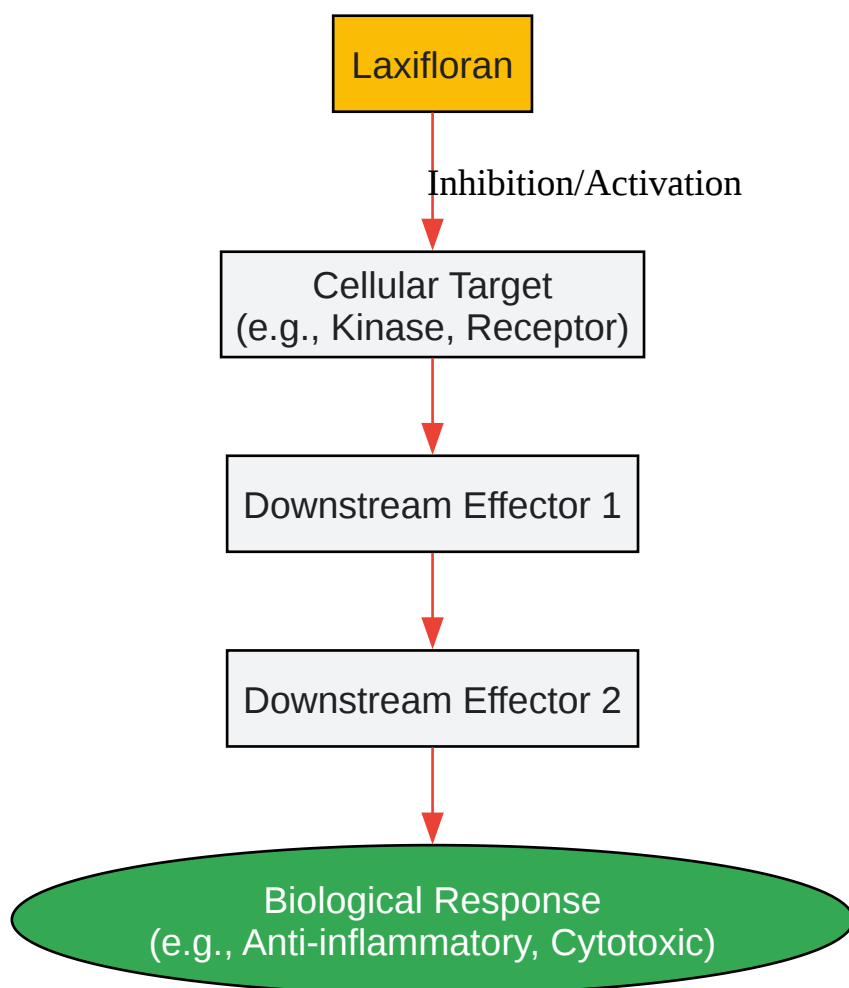 Laxifloran
Inhibition/Activation
Cellular Target
(e.g., Kinase, Receptor)
Downstream Effector 1
Downstream Effector 2
Biological Response
(e.g., Anti-inflammatory, Cytotoxic)